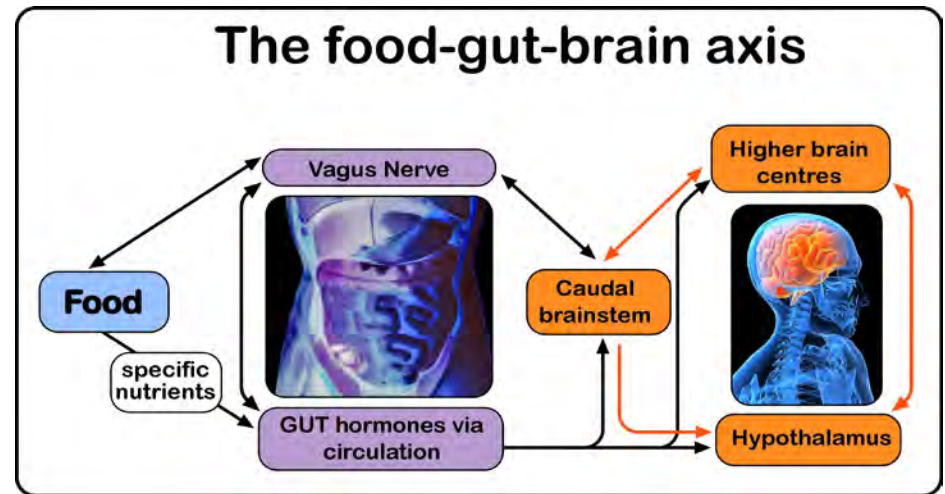 The food-gut-brain axis
Vagus Nerve
Higher brain
centres
Food
Caudal
brainstem
specific
nutrients
GUT hormones via
circulation
Hypothalamus